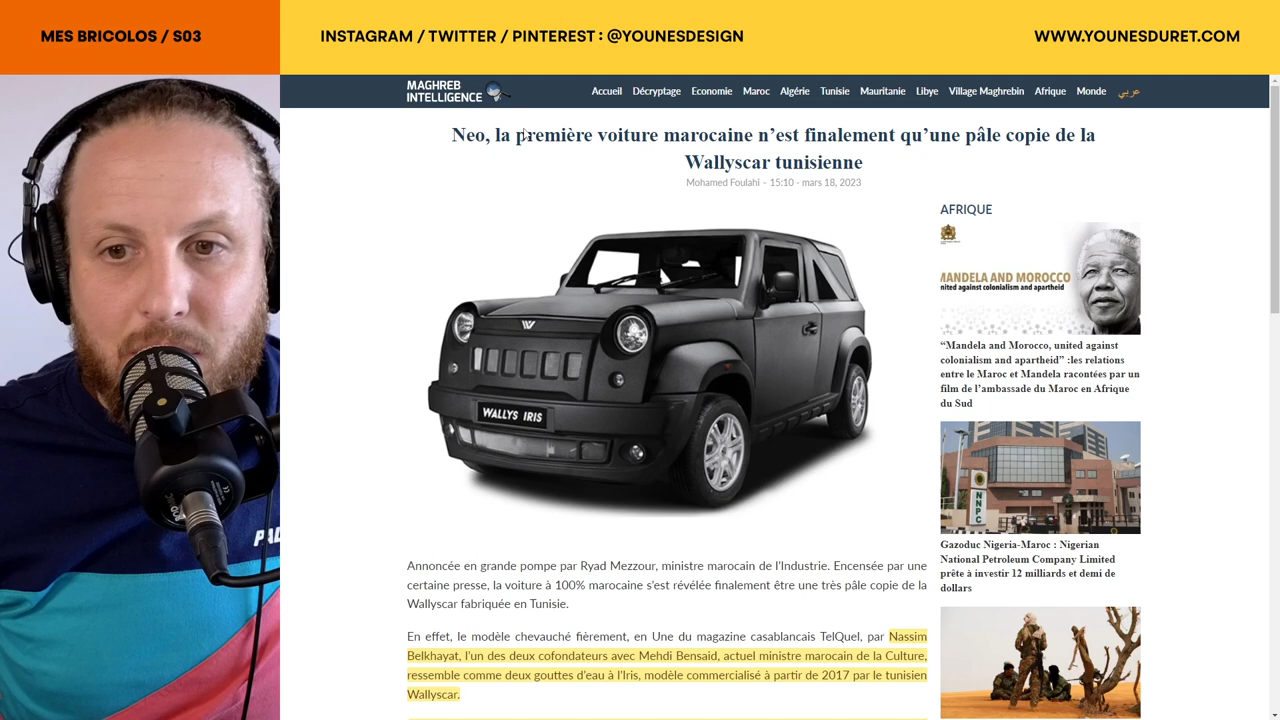 MES BRICOLOS / S03
INSTAGRAM / TWITTER / PINTEREST : @YOUNESDESIGN
WWW.YOUNESDURET.COM
MAGHREB
INTELLIGENCE
Accueil Décryptage Economie Maroc Algérie Tunisie Mauritanie Libye Village Maghrebin Afrique Monde عربي
Neo, la première voiture marocaine n’est finalement qu’une pâle copie de la
Wallyscar tunisienne
Mohamed Foulahi - 15:10 - mars 18, 2023
WALLYS IRIS
Annoncée en grande pompe par Ryad Mezzour, ministre marocain de l’Industrie. Encensée par une
certaine presse, la voiture à 100% marocaine s’est révélée finalement être une très pâle copie de la
Wallyscar fabriquée en Tunisie.
En effet, le modèle chevauché fièrement, en Une du magazine casablancais TelQuel, par Nassim
Belkhayat, l’un des deux cofondateurs avec Mehdi Bensaid, actuel ministre marocain de la Culture,
ressemble comme deux gouttes d’eau à l’Iris, modèle commercialisé à partir de 2017 par le tunisien
Wallyscar.
AFRIQUE
MANDELA AND MOROCCO
nited against colonialism and apartheid
“Mandela and Morocco, united against
colonialism and apartheid” :les relations
entre le Maroc et Mandela racontées par un
film de l’ambassade du Maroc en Afrique
du Sud
NNPC
Gazoduc Nigeria-Maroc : Nigerian
National Petroleum Company Limited
prête à investir 12 milliards et demi de
dollars